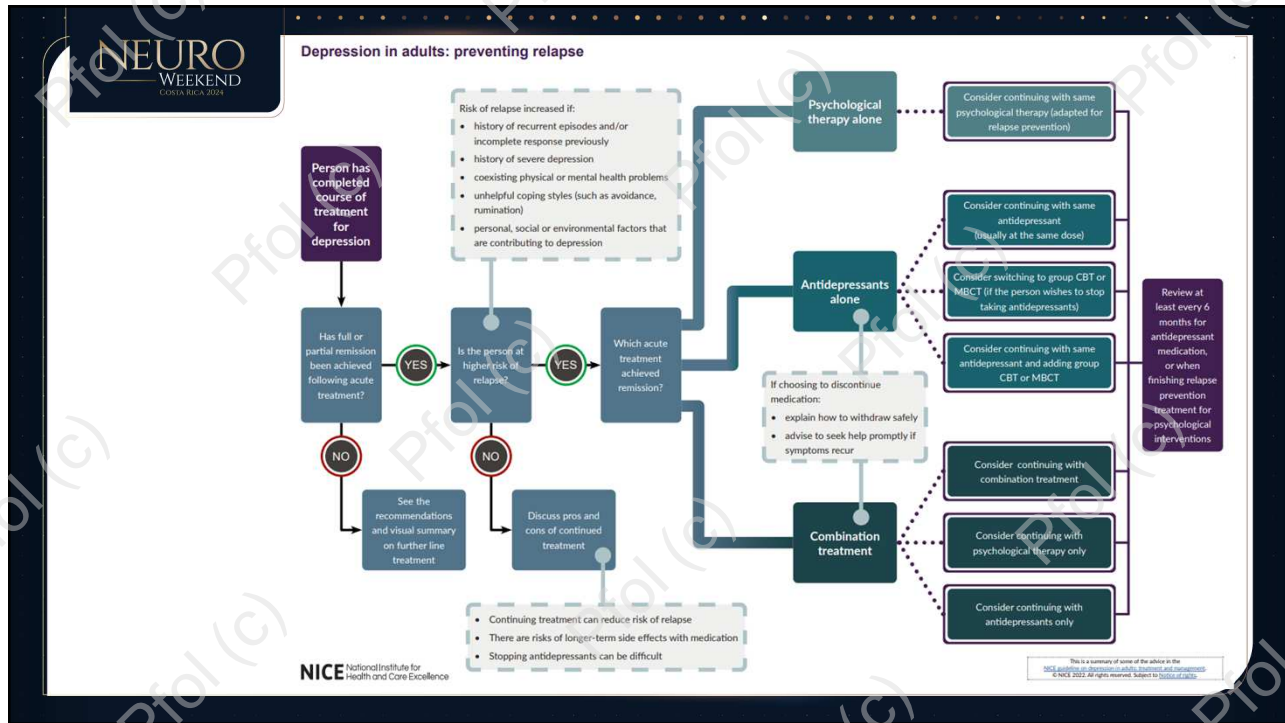 NEURO
WEEKEND
COSTA RICA 2024
Depression in adults: preventing relapse
Person has
completed
course of
treatment
for
depression
Has full or
partial remission
been achieved
following acute
treatment?
YES
NO
See the
recommendations
and visual summary
on further line
treatment
Risk of relapse increased if:
• history of recurrent episodes and/or
incomplete response previously
• history of severe depression
• coexisting physical or mental health problems
• unhelpful coping styles (such as avoidance,
rumination)
• personal, social or environmental factors that
are contributing to depression
Is the person at
higher risk of
relapse?
YES
NO
Discuss pros and
cons of continued
treatment
• Continuing treatment can reduce risk of relapse
• There are risks of longer-term side effects with medication
• Stopping antidepressants can be difficult
Which acute
treatment
achieved
remission?
Psychological
therapy alone
Consider continuing with same
psychological therapy (adapted for
relapse prevention)
Antidepressants
alone
Consider continuing with same
antidepressant
(usually at the same dose)
Consider switching to group CBT or
MBCT (if the person wishes to stop
taking antidepressants)
Consider continuing with same
antidepressant and adding group
CBT or MBCT
If choosing to discontinue
medication:
• explain how to withdraw safely
• advise to seek help promptly if
symptoms recur
Combination
treatment
Consider continuing with
combination treatment
Consider continuing with
psychological therapy only
Consider continuing with
antidepressants only
Review at
least every 6
months for
antidepressant
medication,
or when
finishing relapse
prevention
treatment for
psychological
interventions
NICE National Institute for
Health and Care Excellence
This is a summary of some of the advice in the
NICE guideline on depression in adults: treatment and management.
© NICE 2022. All rights reserved. Subject to Notice of rights.
Pfol (c)
Pfol (c)
Pfol (c)
Pfol (c)
Pfol (c)
Pfol (c)
Pfol (c)
Pfol (c)
Pfol (c)
Pfol (c)
Pfol (c)
Pfol (c)